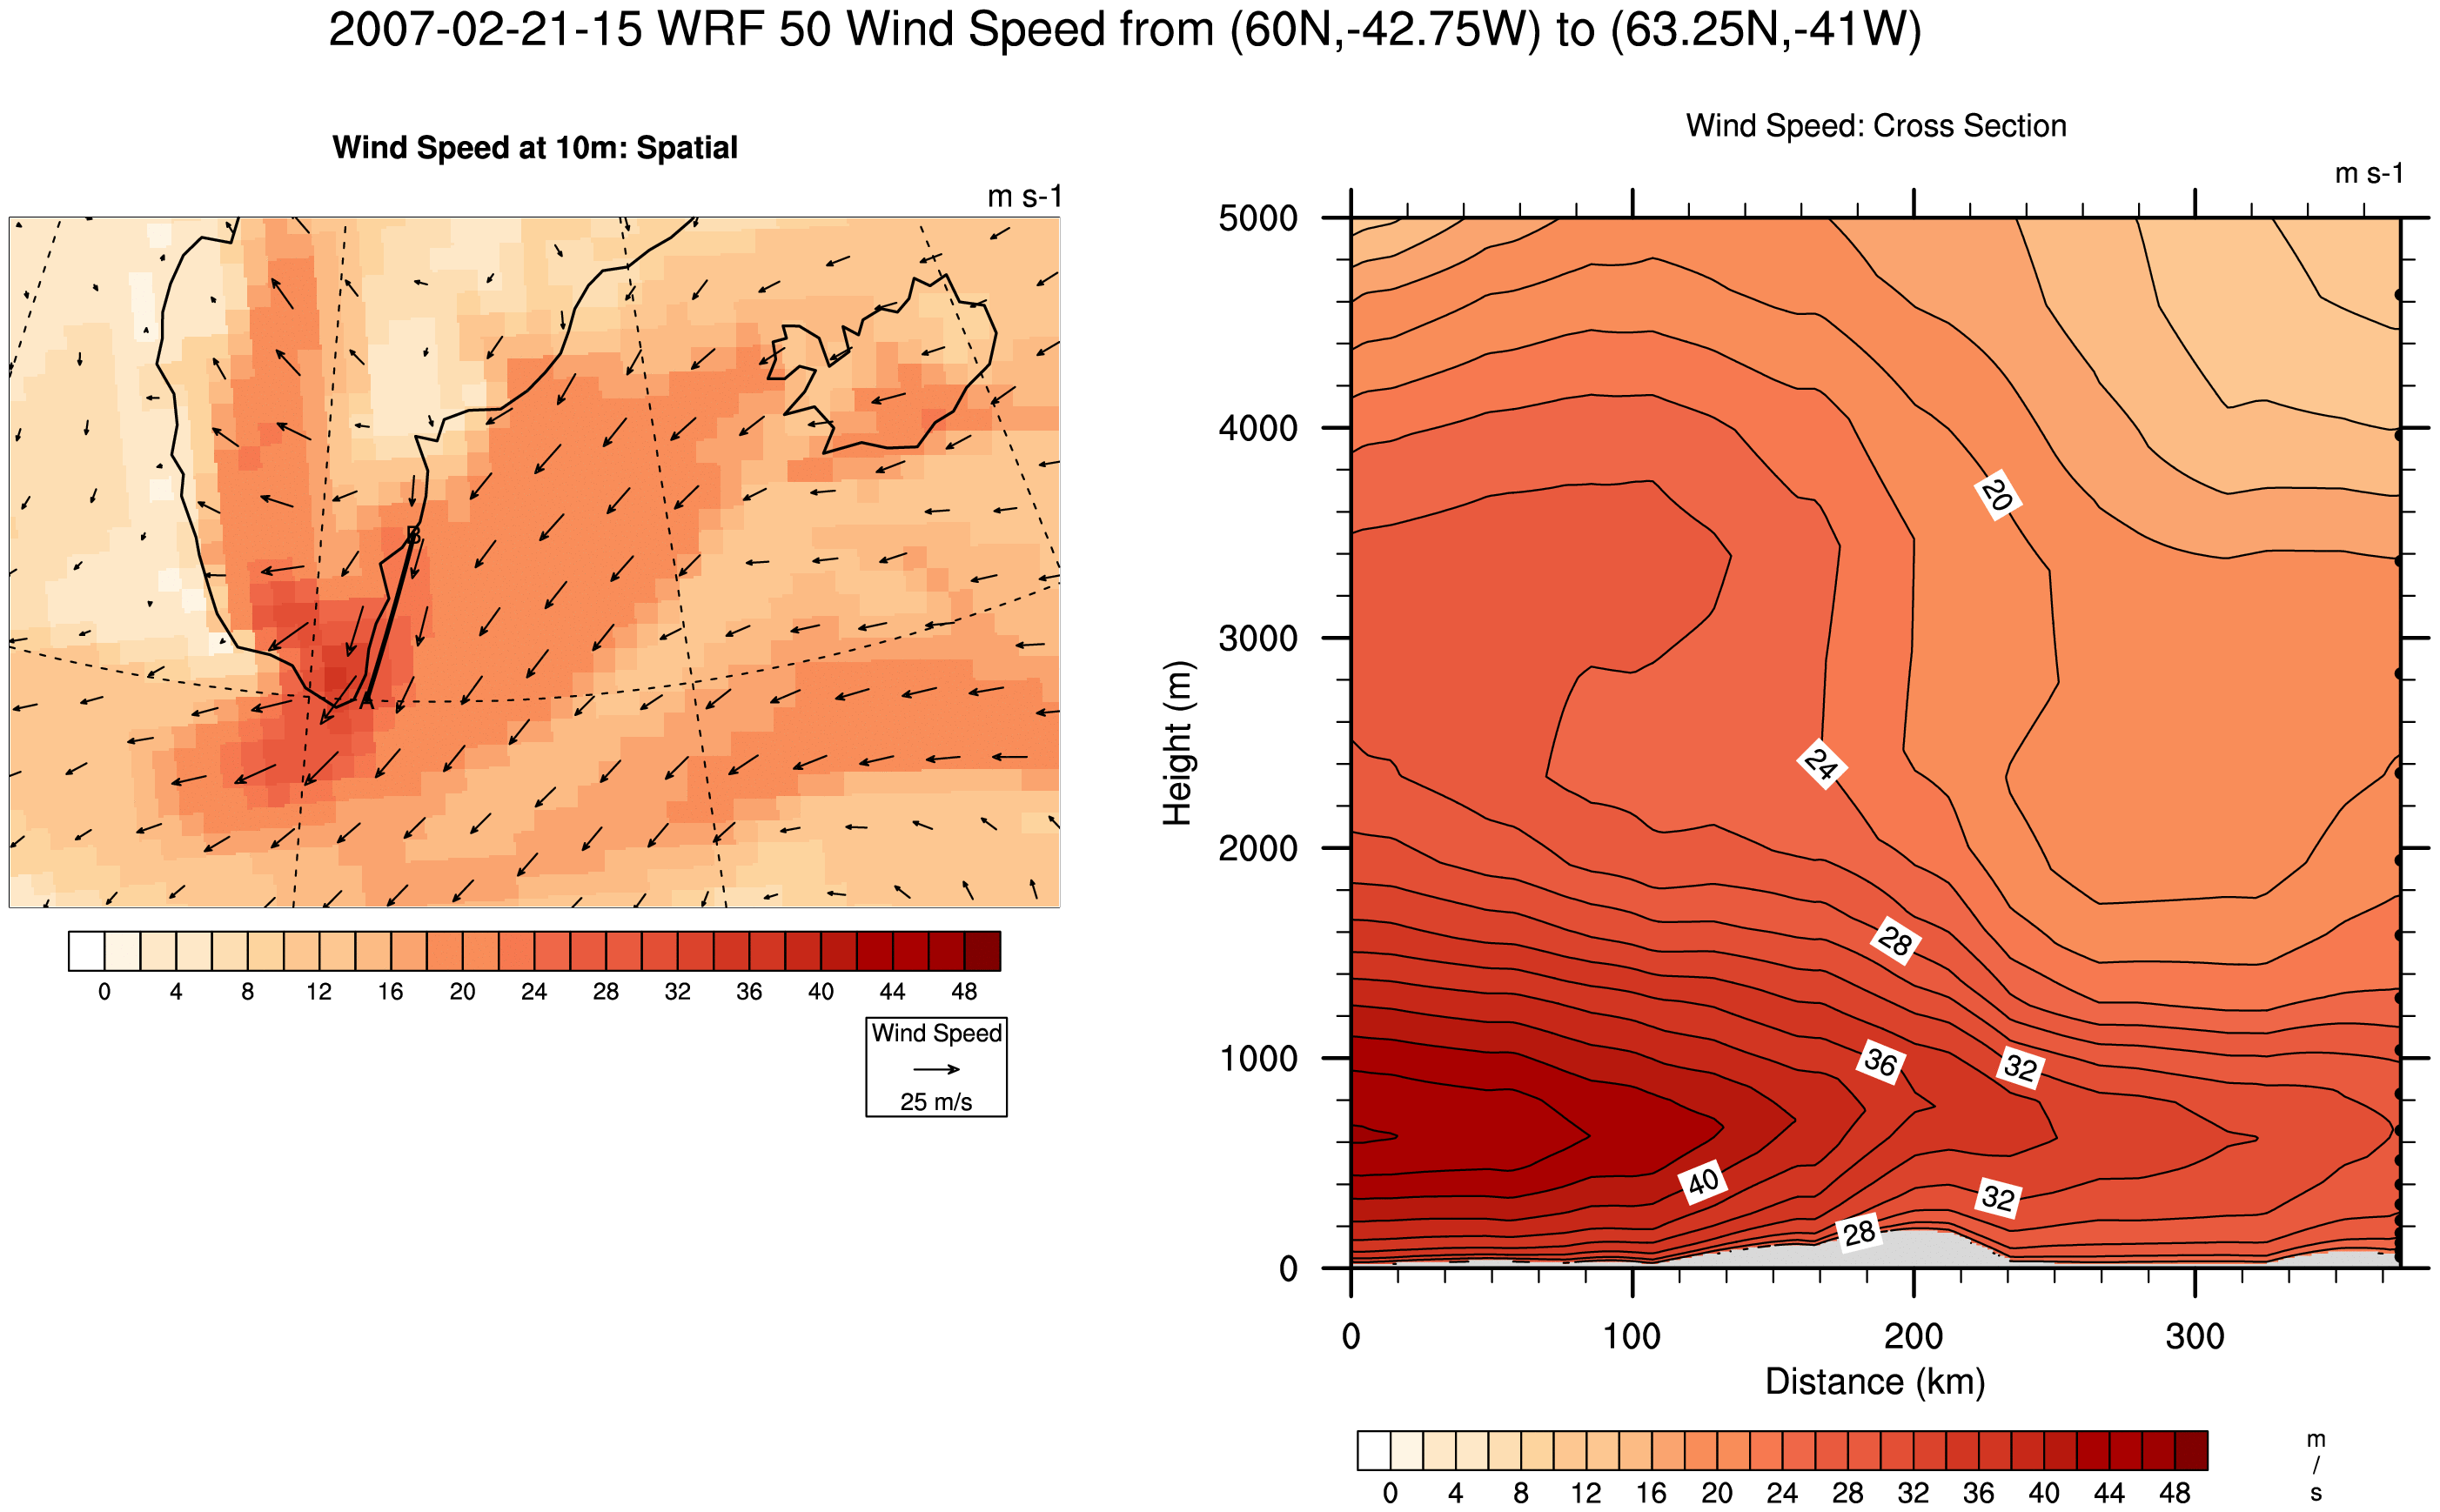 2007-02-21-15 WRF 50 Wind Speed from (60N,-42.75W) to (63.25N,-41W)
Wind Speed at 10m: Spatial
m s-1
B
A
0 4 8 12 16 20 24 28 32 36 40 44 48
Wind Speed
25 m/s
Wind Speed: Cross Section
m s-1
5000
4000
3000
2000
1000
0
Height (m)
20
24
28
36
32
40
32
28
0 100 200 300
Distance (km)
0 4 8 12 16 20 24 28 32 36 40 44 48
m
/
s